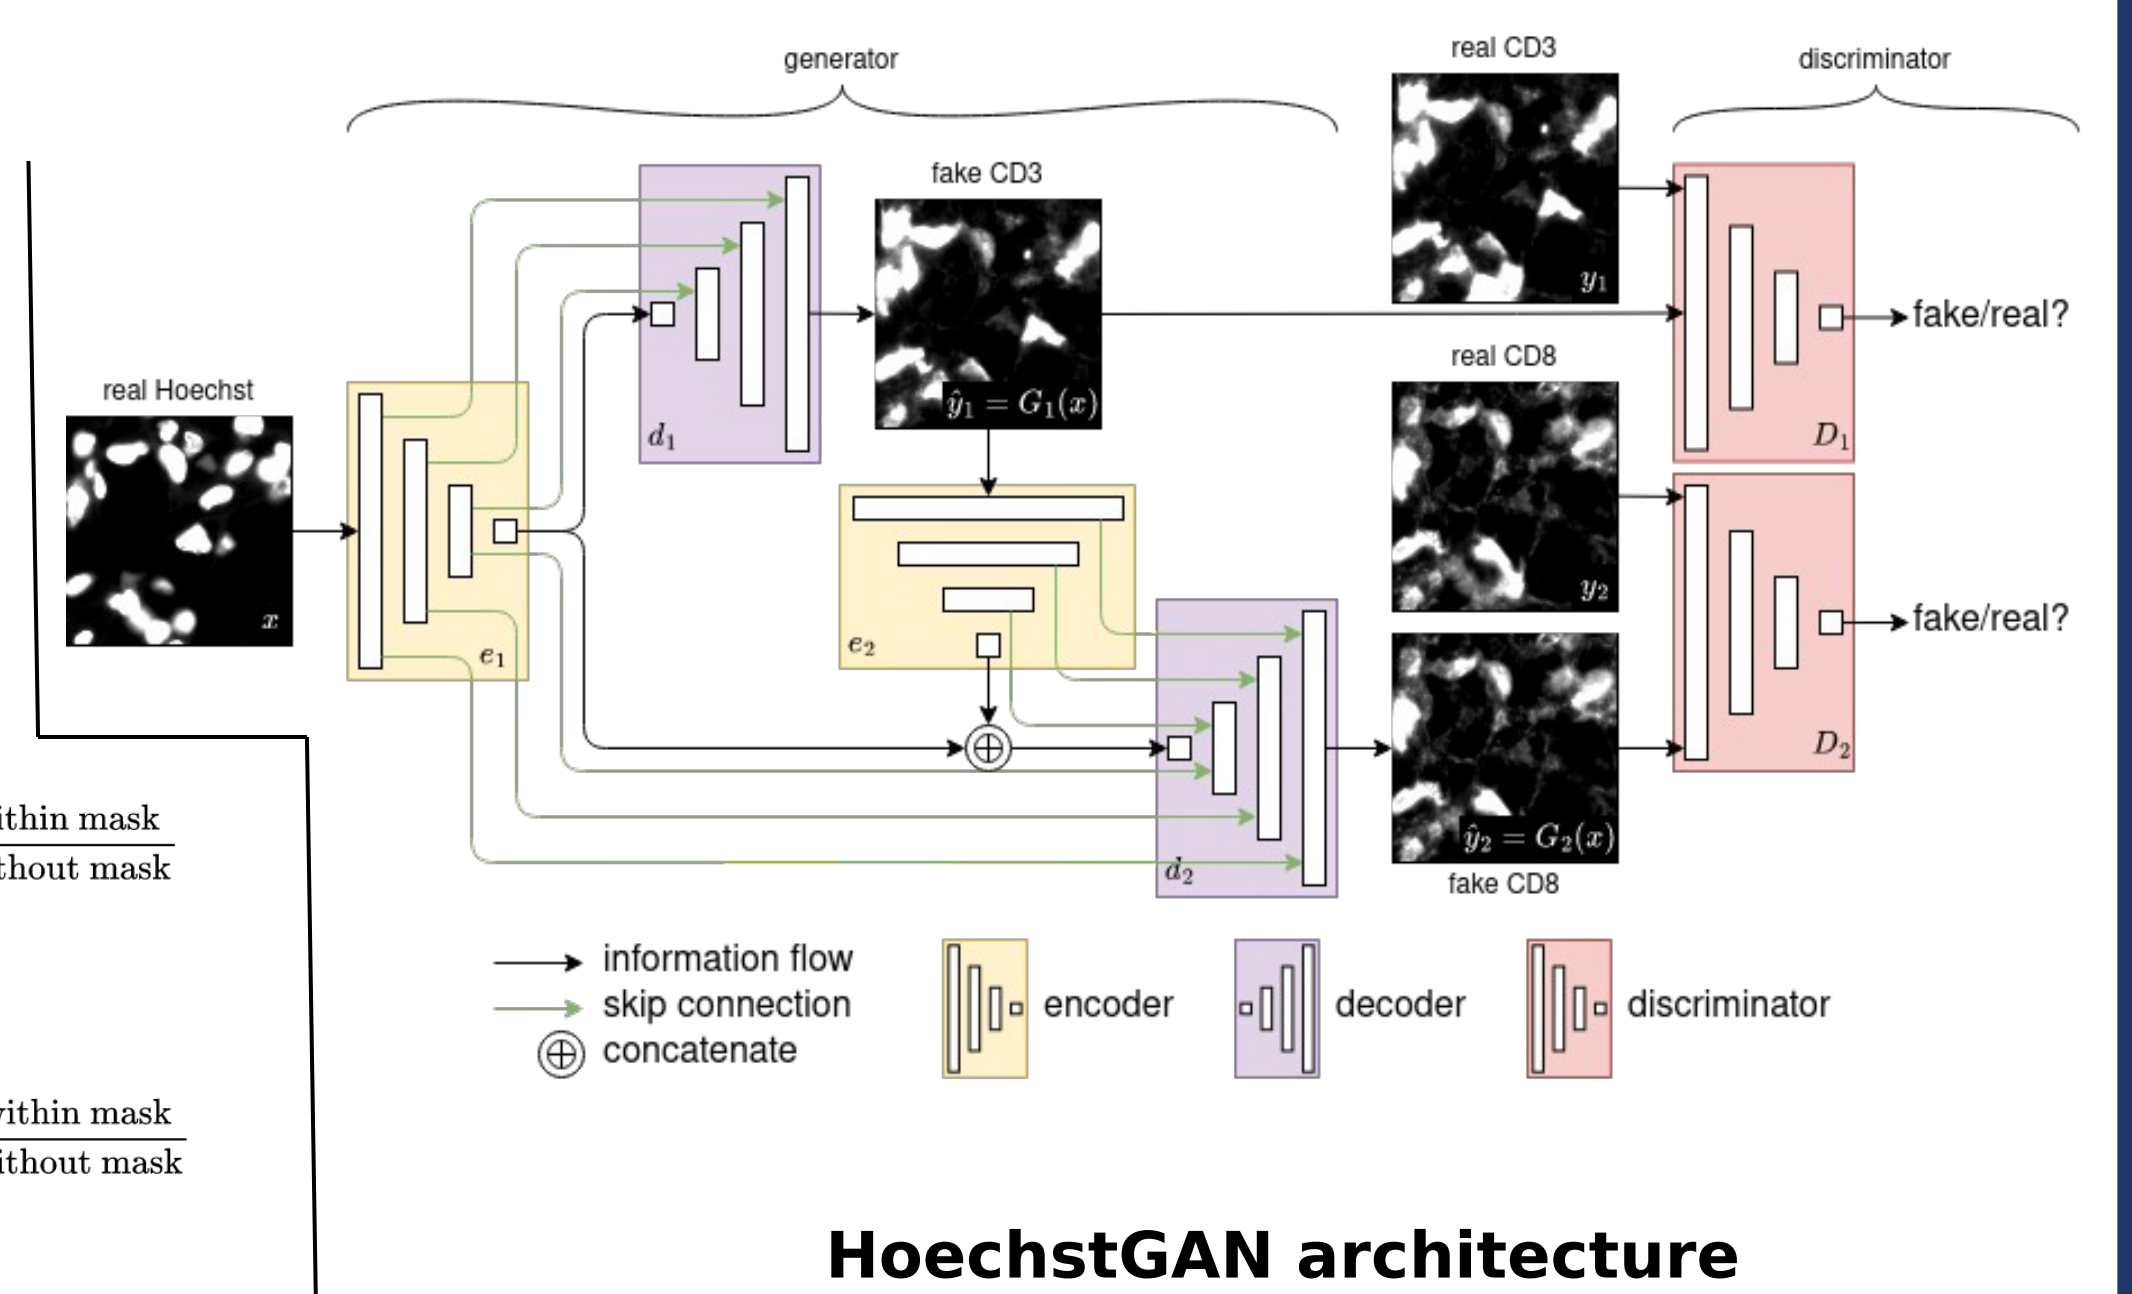 generator
real CD3
discriminator
fake CD3
y₁
fake/real?
real CD8
real Hoechst
ŷ₁ = G₁(x)
d₁
D₁
x
e₁
e₂
y₂
fake/real?
D₂
ŷ₂ = G₂(x)
d₂
fake CD8
ithin mask
thout mask
information flow
skip connection
concatenate
encoder
decoder
discriminator
vithin mask
ithout mask
HoechstGAN architecture